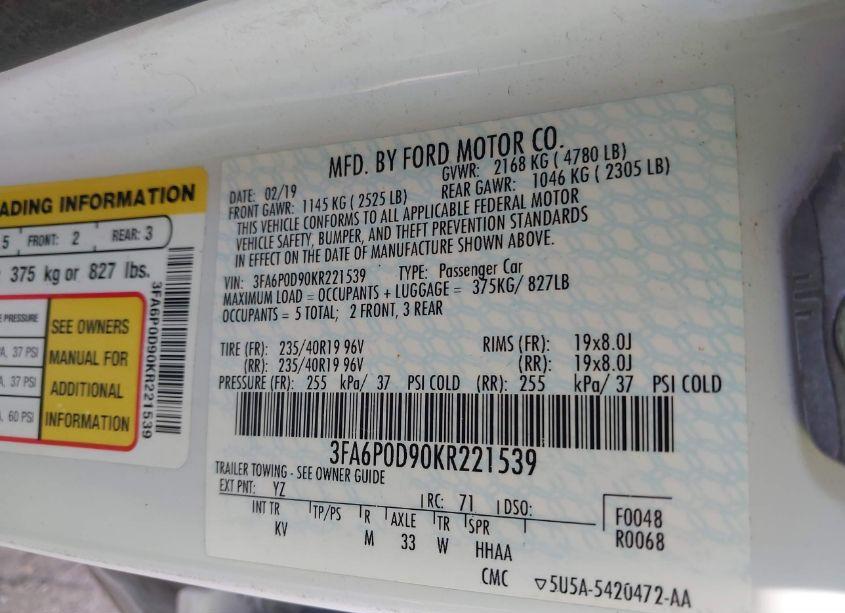 ADING INFORMATION
5 FRONT: 2 REAR: 3
375 kg or 827 lbs.
PRESSURE
37 PSI
37 PSI
60 PSI
SEE OWNERS
MANUAL FOR
ADDITIONAL
INFORMATION
3FA6P0D90KR221539
MFD. BY FORD MOTOR CO.
DATE: 02/19 GVWR: 2168 KG ( 4780 LB)
FRONT GAWR: 1145 KG ( 2525 LB) REAR GAWR: 1046 KG ( 2305 LB)
THIS VEHICLE CONFORMS TO ALL APPLICABLE FEDERAL MOTOR
VEHICLE SAFETY, BUMPER, AND THEFT PREVENTION STANDARDS
IN EFFECT ON THE DATE OF MANUFACTURE SHOWN ABOVE.
VIN: 3FA6P0D90KR221539 TYPE: Passenger Car
MAXIMUM LOAD = OCCUPANTS + LUGGAGE = 375KG/ 827LB
OCCUPANTS = 5 TOTAL; 2 FRONT, 3 REAR
TIRE (FR): 235/40R19 96V RIMS (FR): 19x8.0J
(RR): 235/40R19 96V (RR): 19x8.0J
PRESSURE (FR): 255 kPa/ 37 PSI COLD (RR): 255 kPa/ 37 PSI COLD
3FA6P0D90KR221539
TRAILER TOWING - SEE OWNER GUIDE
EXT PNT: YZ RC: 71 DSO:
INT TR TP/PS R AXLE TR SPR F0048
KV M 33 W HHAA R0068
CMC ▽5U5A-5420472-AA